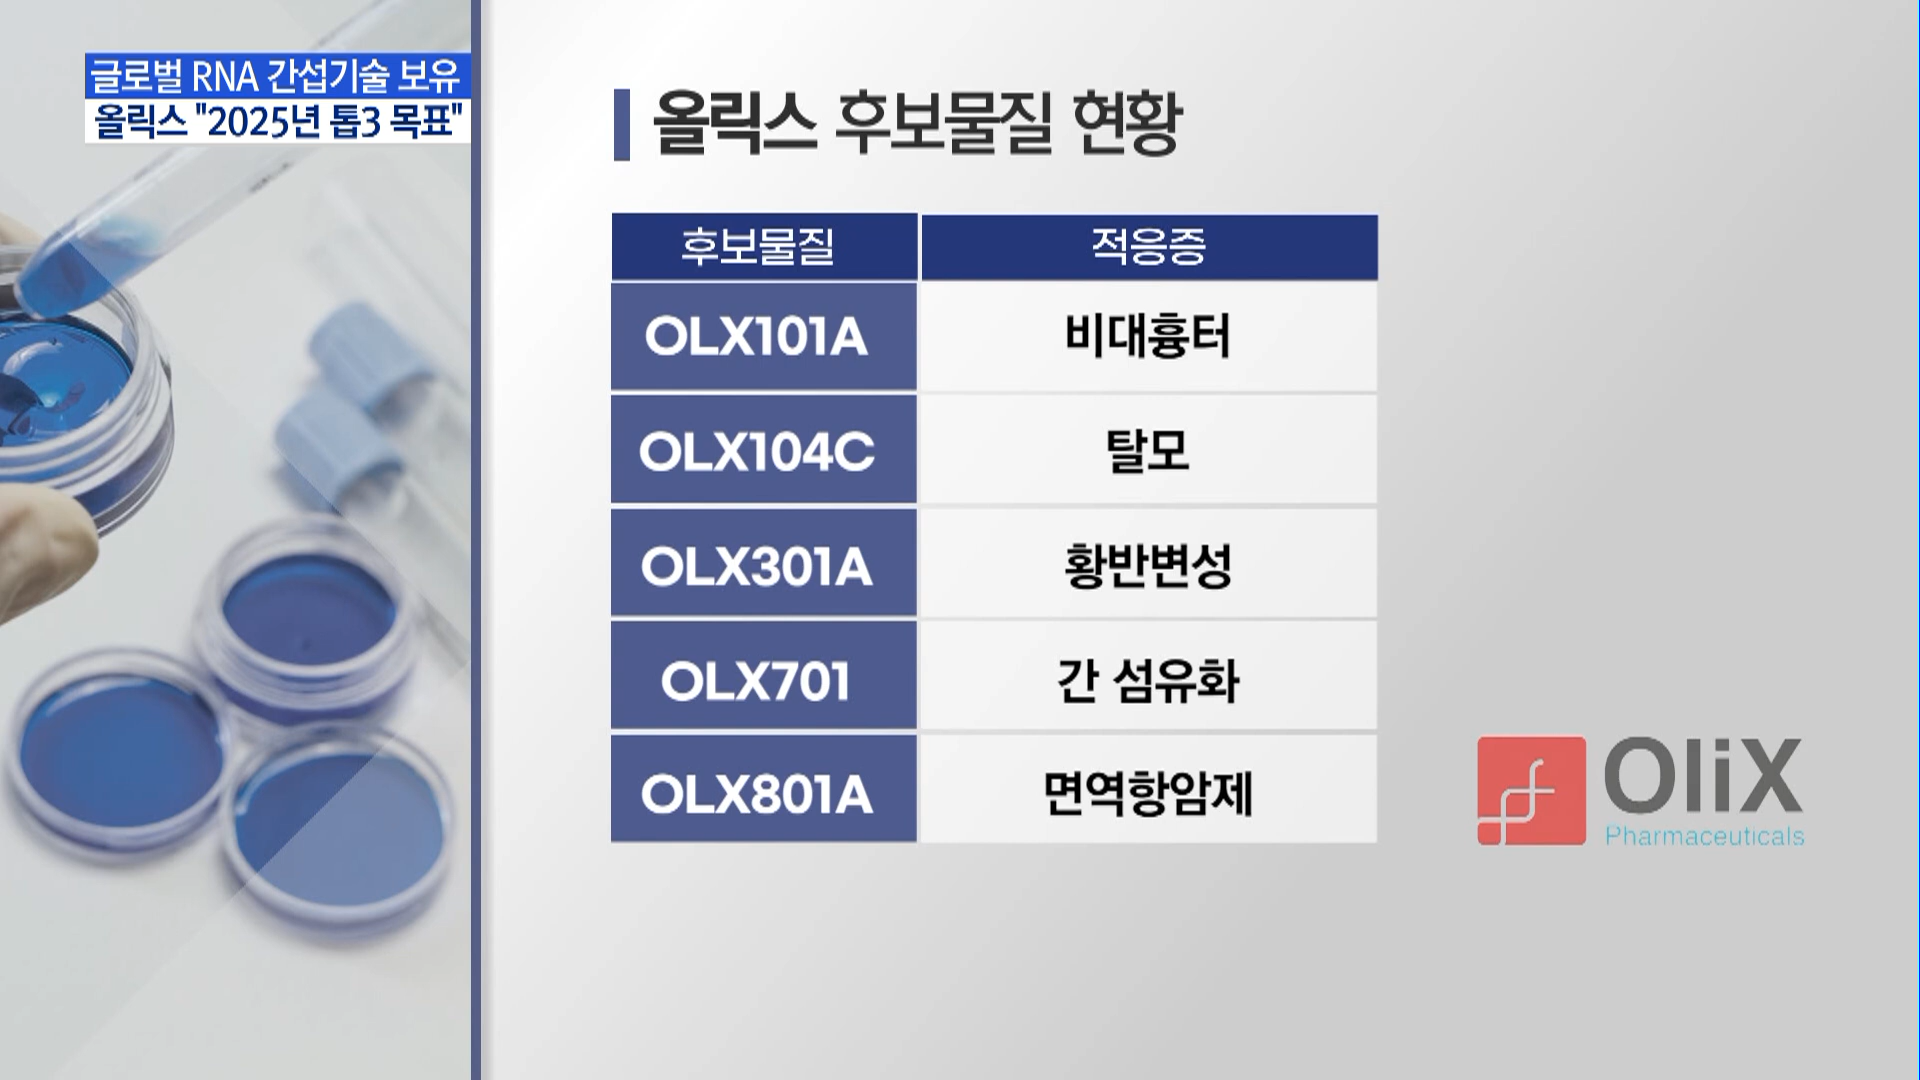 글로벌 RNA 간섭기술 보유
올릭스 "2025년 톱3 목표"
올릭스 후보물질 현황
후보물질 적응증
OLX101A 비대흉터
OLX104C 탈모
OLX301A 황반변성
OLX701 간 섬유화
OLX801A 면역항암제
OliX
Pharmaceuticals